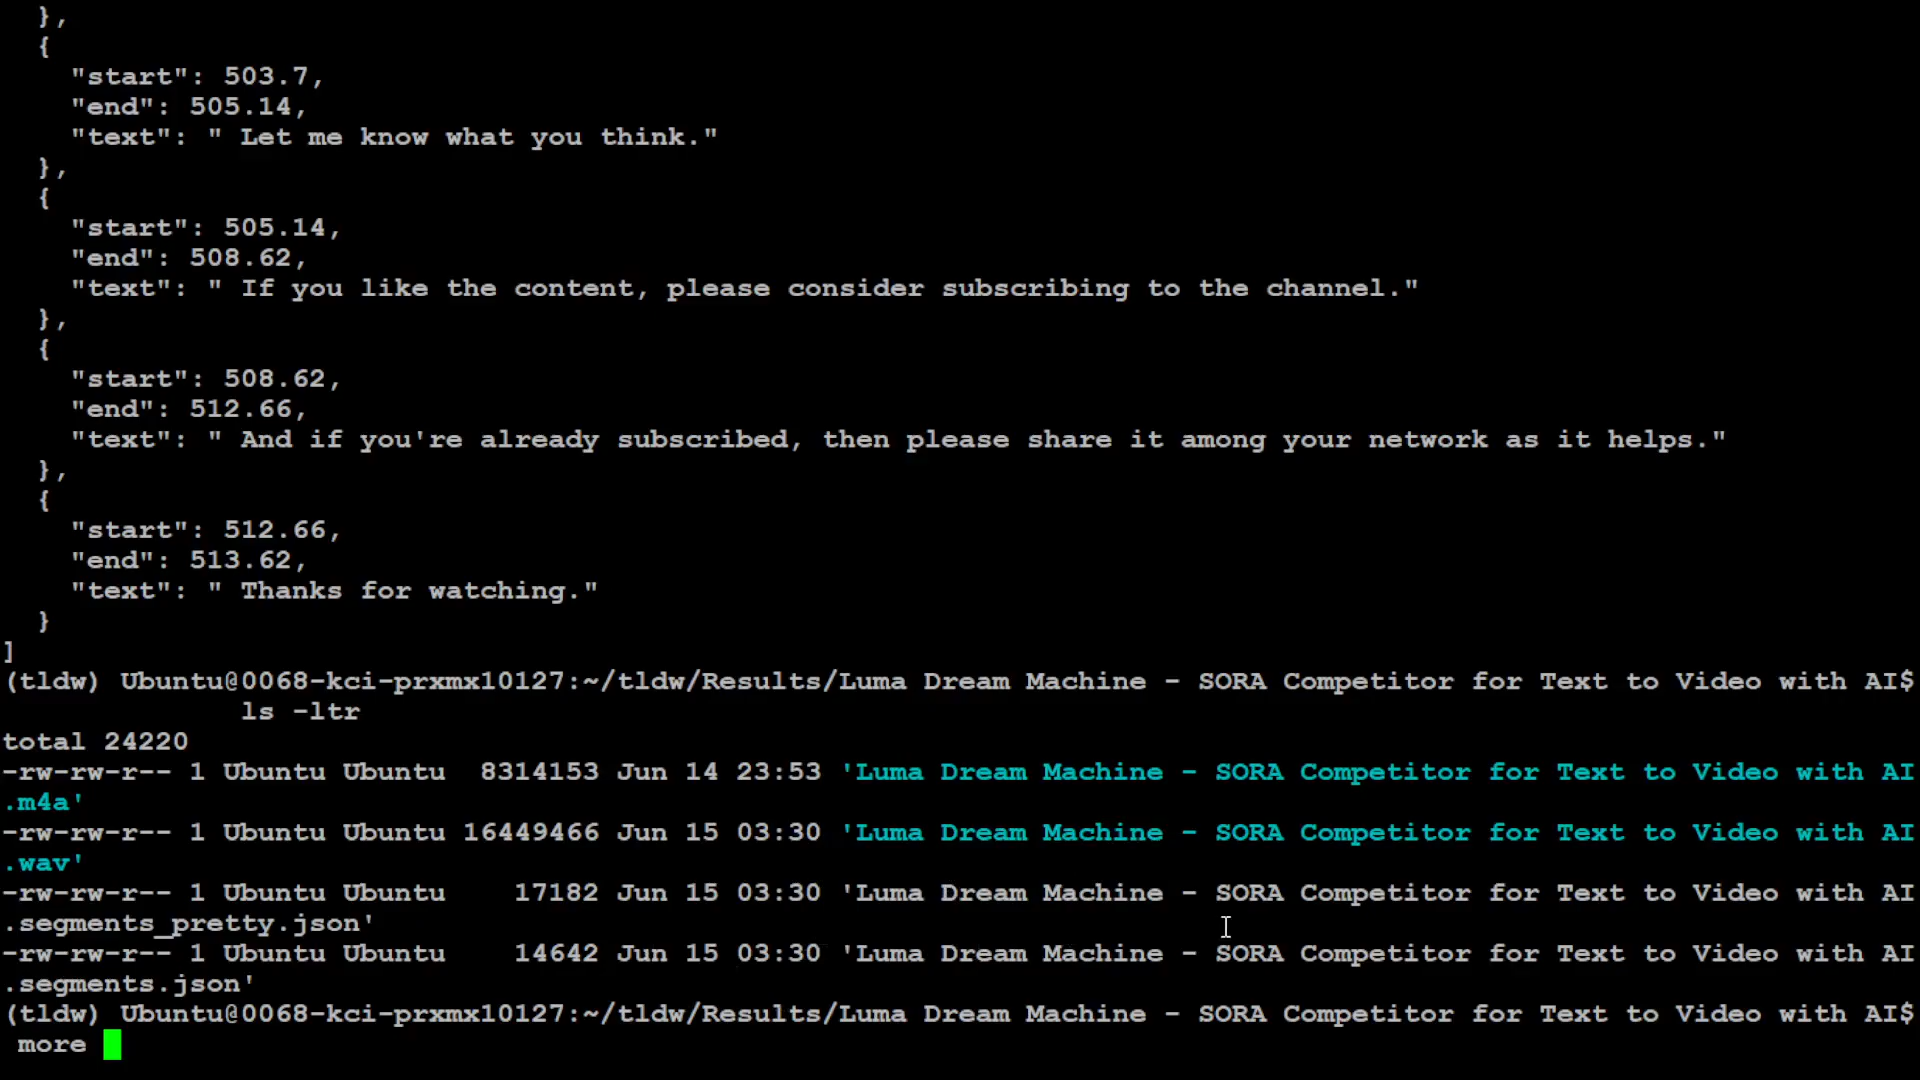 },
{
"start": 503.7,
"end": 505.14,
"text": " Let me know what you think."
},
{
"start": 505.14,
"end": 508.62,
"text": " If you like the content, please consider subscribing to the channel."
},
{
"start": 508.62,
"end": 512.66,
"text": " And if you're already subscribed, then please share it among your network as it helps."
},
{
"start": 512.66,
"end": 513.62,
"text": " Thanks for watching."
}
]
(tldw) Ubuntu@0068-kci-prxmx10127:~/tldw/Results/Luma Dream Machine - SORA Competitor for Text to Video with AI$
ls -ltr
total 24220
-rw-rw-r-- 1 Ubuntu Ubuntu  8314153 Jun 14 23:53 'Luma Dream Machine - SORA Competitor for Text to Video with AI
.m4a'
-rw-rw-r-- 1 Ubuntu Ubuntu 16449466 Jun 15 03:30 'Luma Dream Machine - SORA Competitor for Text to Video with AI
.wav'
-rw-rw-r-- 1 Ubuntu Ubuntu    17182 Jun 15 03:30 'Luma Dream Machine - SORA Competitor for Text to Video with AI
.segments_pretty.json'
-rw-rw-r-- 1 Ubuntu Ubuntu    14642 Jun 15 03:30 'Luma Dream Machine - SORA Competitor for Text to Video with AI
.segments.json'
(tldw) Ubuntu@0068-kci-prxmx10127:~/tldw/Results/Luma Dream Machine - SORA Competitor for Text to Video with AI$
more